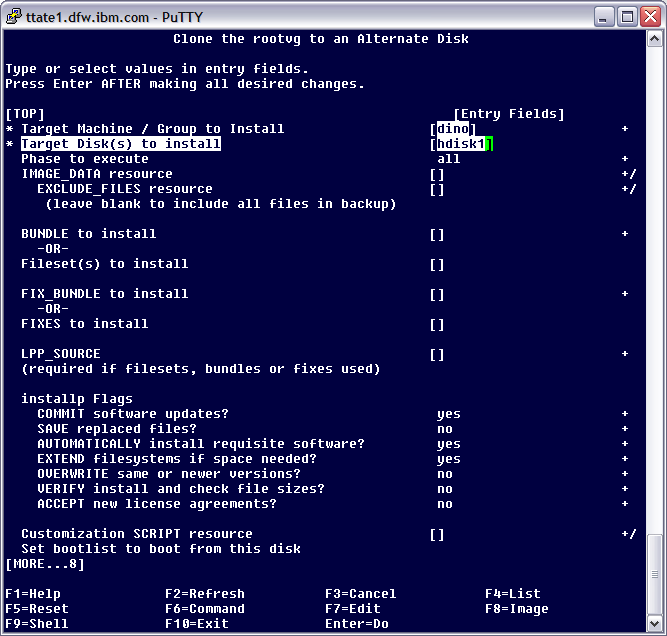 ttate1.dfw.ibm.com - PuTTY
Clone the rootvg to an Alternate Disk
Type or select values in entry fields.
Press Enter AFTER making all desired changes.
[TOP] [Entry Fields]
* Target Machine / Group to Install [dino] +
* Target Disk(s) to install [hdisk1]
Phase to execute all +
IMAGE_DATA resource [] +/
EXCLUDE_FILES resource [] +/
(leave blank to include all files in backup)
BUNDLE to install [] +
-OR-
Fileset(s) to install []
FIX_BUNDLE to install [] +
-OR-
FIXES to install []
LPP_SOURCE [] +
(required if filesets, bundles or fixes used)
installp Flags
COMMIT software updates? yes +
SAVE replaced files? no +
AUTOMATICALLY install requisite software? yes +
EXTEND filesystems if space needed? yes +
OVERWRITE same or newer versions? no +
VERIFY install and check file sizes? no +
ACCEPT new license agreements? no +
Customization SCRIPT resource [] +/
Set bootlist to boot from this disk
[MORE...8]
F1=Help F2=Refresh F3=Cancel F4=List
F5=Reset F6=Command F7=Edit F8=Image
F9=Shell F10=Exit Enter=Do